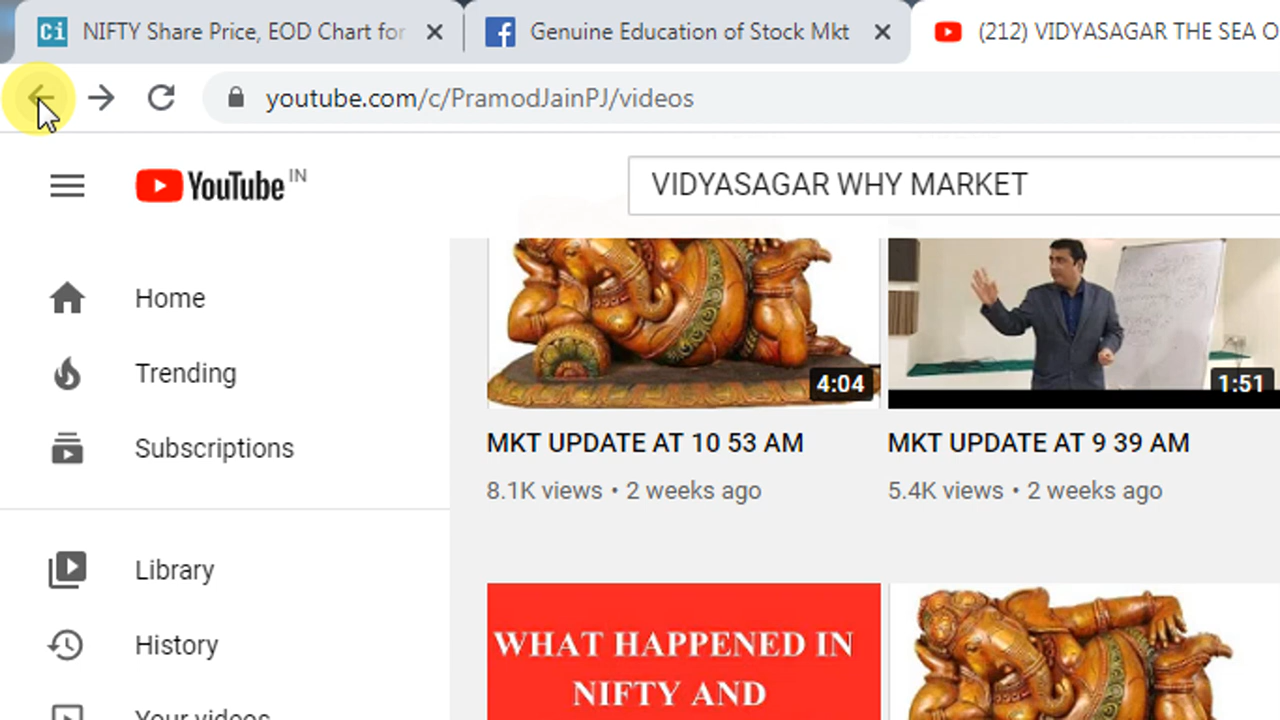 NIFTY Share Price, EOD Chart for
Genuine Education of Stock Mkt
(212) VIDYASAGAR THE SEA O
youtube.com/c/PramodJainPJ/videos
YouTube IN
VIDYASAGAR WHY MARKET
Home
Trending
Subscriptions
Library
History
Your videos
4:04
1:51
MKT UPDATE AT 10 53 AM
8.1K views • 2 weeks ago
MKT UPDATE AT 9 39 AM
5.4K views • 2 weeks ago
WHAT HAPPENED IN
NIFTY AND